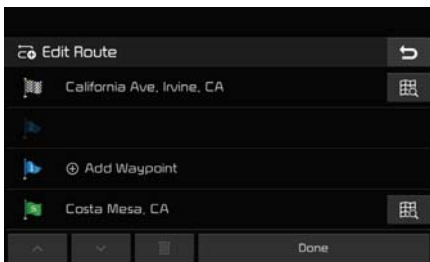 Edit Route
California Ave, Irvine, CA
Add Waypoint
Costa Mesa, CA
Done